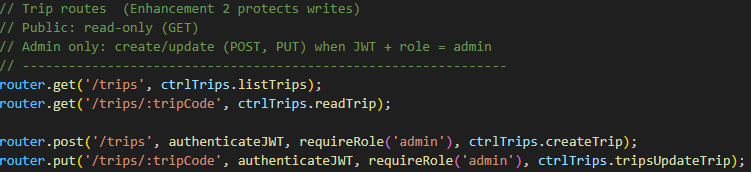 // Trip routes  (Enhancement 2 protects writes)
// Public: read-only (GET)
// Admin only: create/update (POST, PUT) when JWT + role = admin
// ---------------------------------------------------------------
router.get('/trips', ctrlTrips.listTrips);
router.get('/trips/:tripCode', ctrlTrips.readTrip);
router.post('/trips', authenticateJWT, requireRole('admin'), ctrlTrips.createTrip);
router.put('/trips/:tripCode', authenticateJWT, requireRole('admin'), ctrlTrips.tripsUpdateTrip);